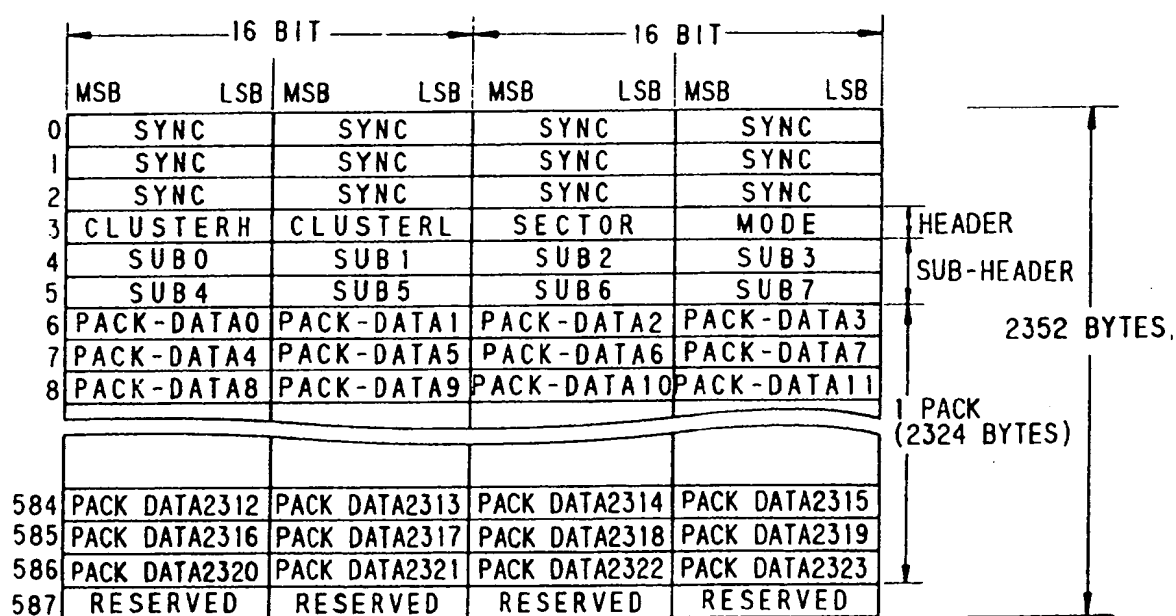 16 BIT 16 BIT
MSB LSB MSB LSB MSB LSB MSB LSB
0 SYNC SYNC SYNC SYNC
1 SYNC SYNC SYNC SYNC
2 SYNC SYNC SYNC SYNC
3 CLUSTERH CLUSTERL SECTOR MODE HEADER
4 SUB0 SUB1 SUB2 SUB3
SUB-HEADER
5 SUB4 SUB5 SUB6 SUB7
6 PACK-DATA0 PACK-DATA1 PACK-DATA2 PACK-DATA3
2352 BYTES.
7 PACK-DATA4 PACK-DATA5 PACK-DATA6 PACK-DATA7
8 PACK-DATA8 PACK-DATA9 PACK-DATA10 PACK-DATA11
1 PACK
(2324 BYTES)
584 PACK DATA2312 PACK DATA2313 PACK DATA2314 PACK DATA2315
585 PACK DATA2316 PACK DATA2317 PACK DATA2318 PACK DATA2319
586 PACK DATA2320 PACK DATA2321 PACK DATA2322 PACK DATA2323
587 RESERVED RESERVED RESERVED RESERVED